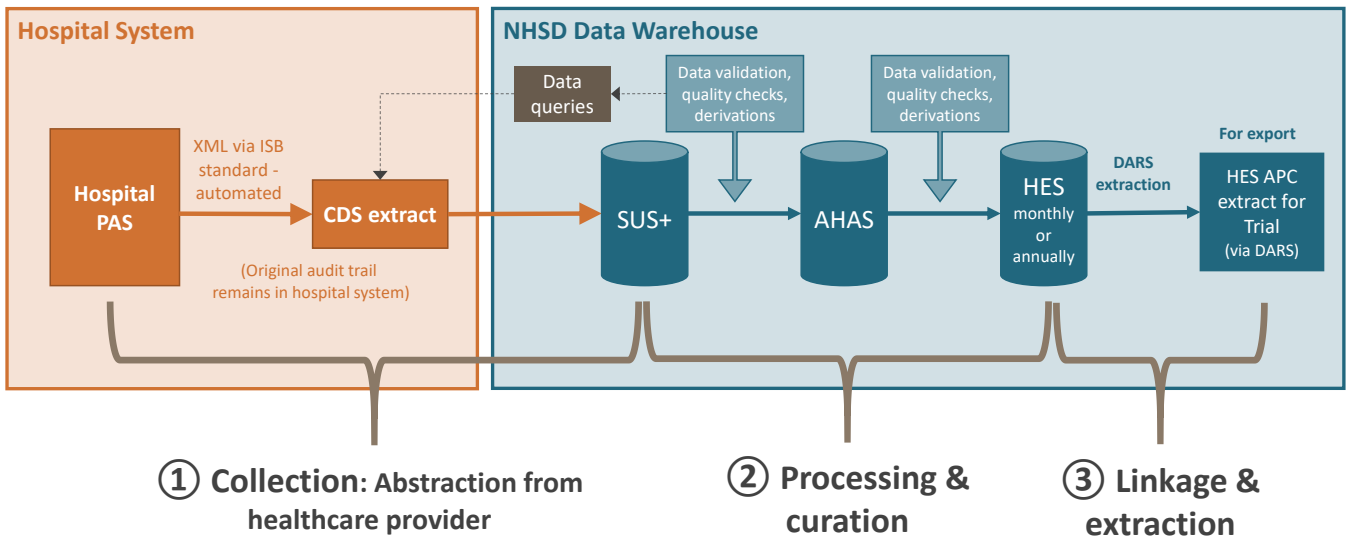 Hospital System
NHSD Data Warehouse
Data
queries
Data validation,
quality checks,
derivations
Data validation,
quality checks,
derivations
For export
XML via ISB
standard -
automated
DARS
extraction
Hospital
PAS
CDS extract
SUS+
AHAS
HES
monthly
or
annually
HES APC
extract for
Trial
(via DARS)
(Original audit trail
remains in hospital system)
① Collection: Abstraction from
healthcare provider
② Processing &
curation
③ Linkage &
extraction